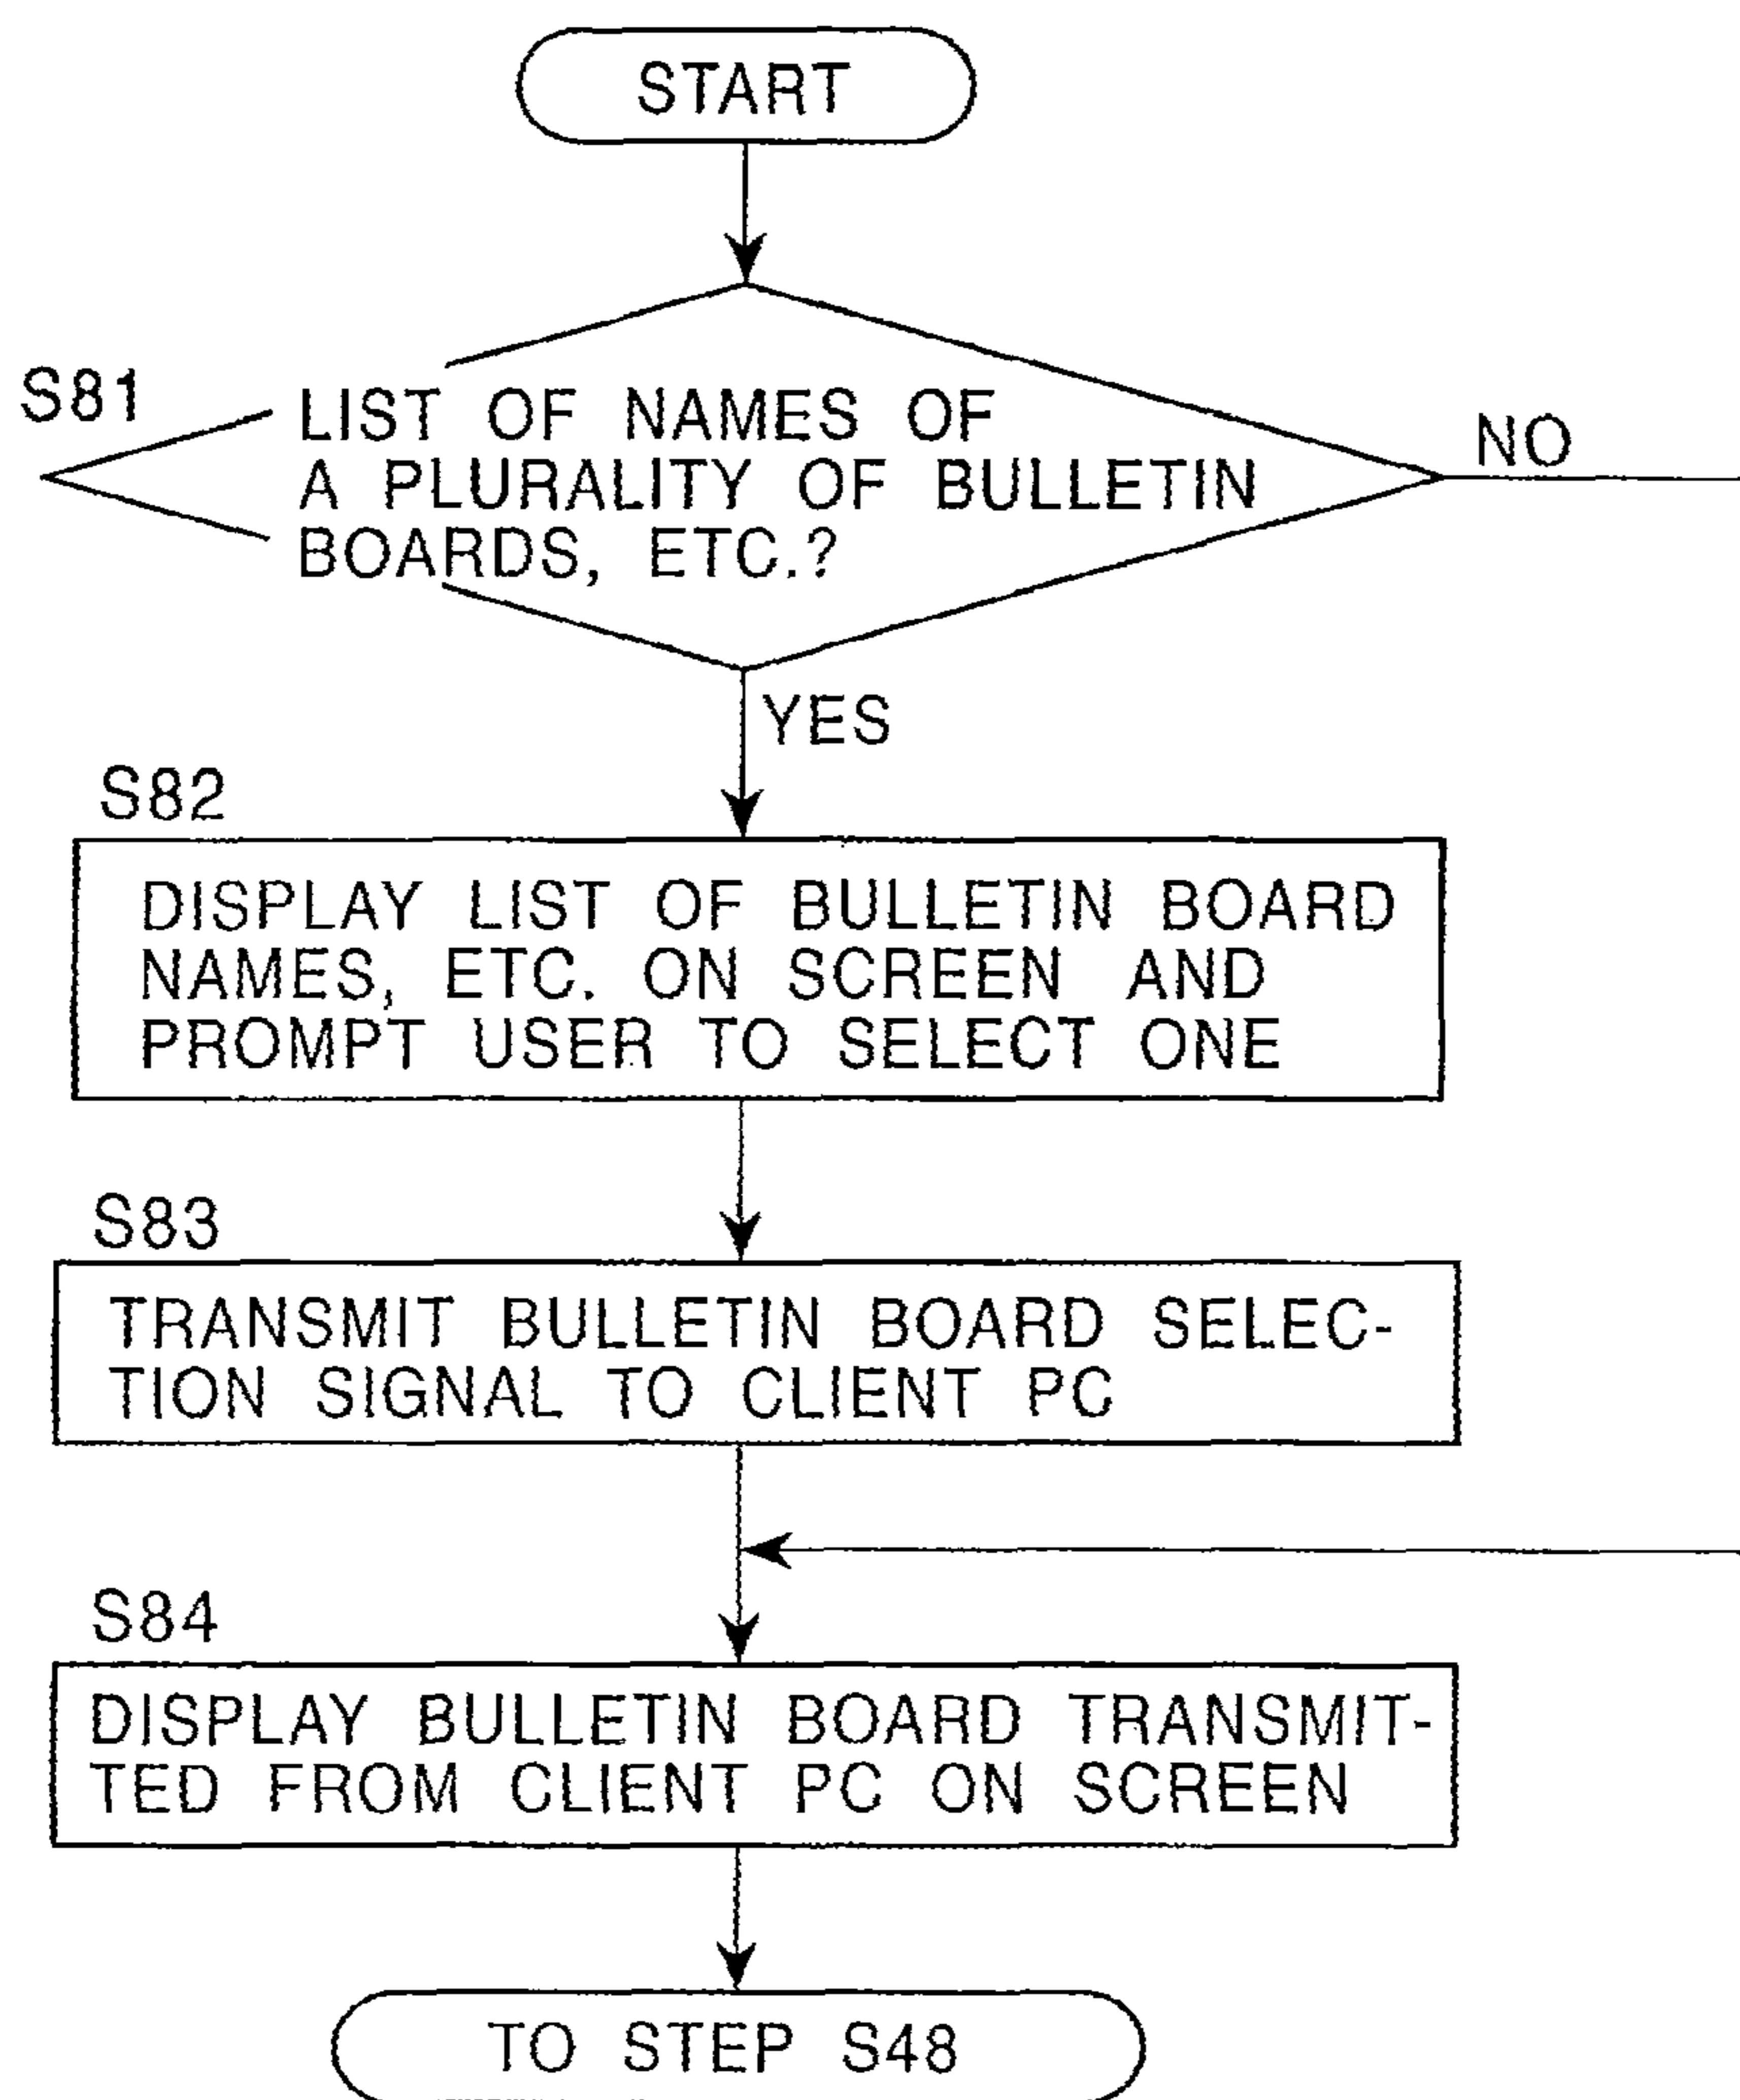 START
S81
LIST OF NAMES OF
A PLURALITY OF BULLETIN
BOARDS, ETC.?
NO
YES
S82
DISPLAY LIST OF BULLETIN BOARD
NAMES, ETC. ON SCREEN AND
PROMPT USER TO SELECT ONE
S83
TRANSMIT BULLETIN BOARD SELEC-
TION SIGNAL TO CLIENT PC
S84
DISPLAY BULLETIN BOARD TRANSMIT-
TED FROM CLIENT PC ON SCREEN
TO STEP S48